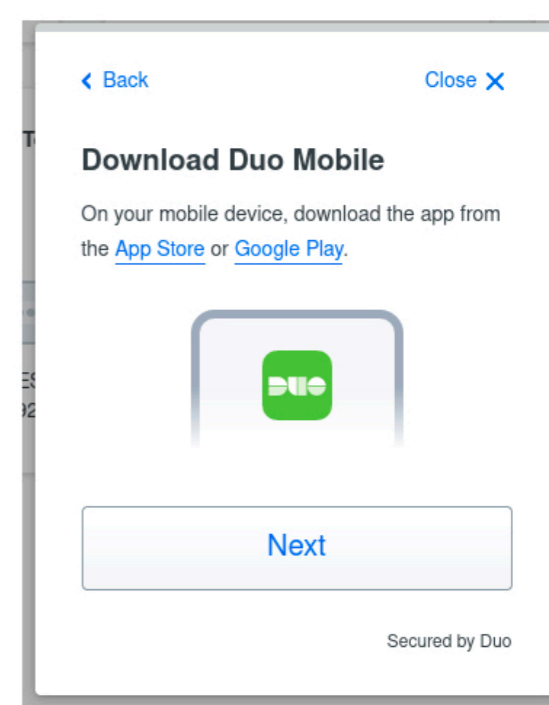 Back
Close
Download Duo Mobile
On your mobile device, download the app from
the App Store or Google Play.
DUO
Next
Secured by Duo